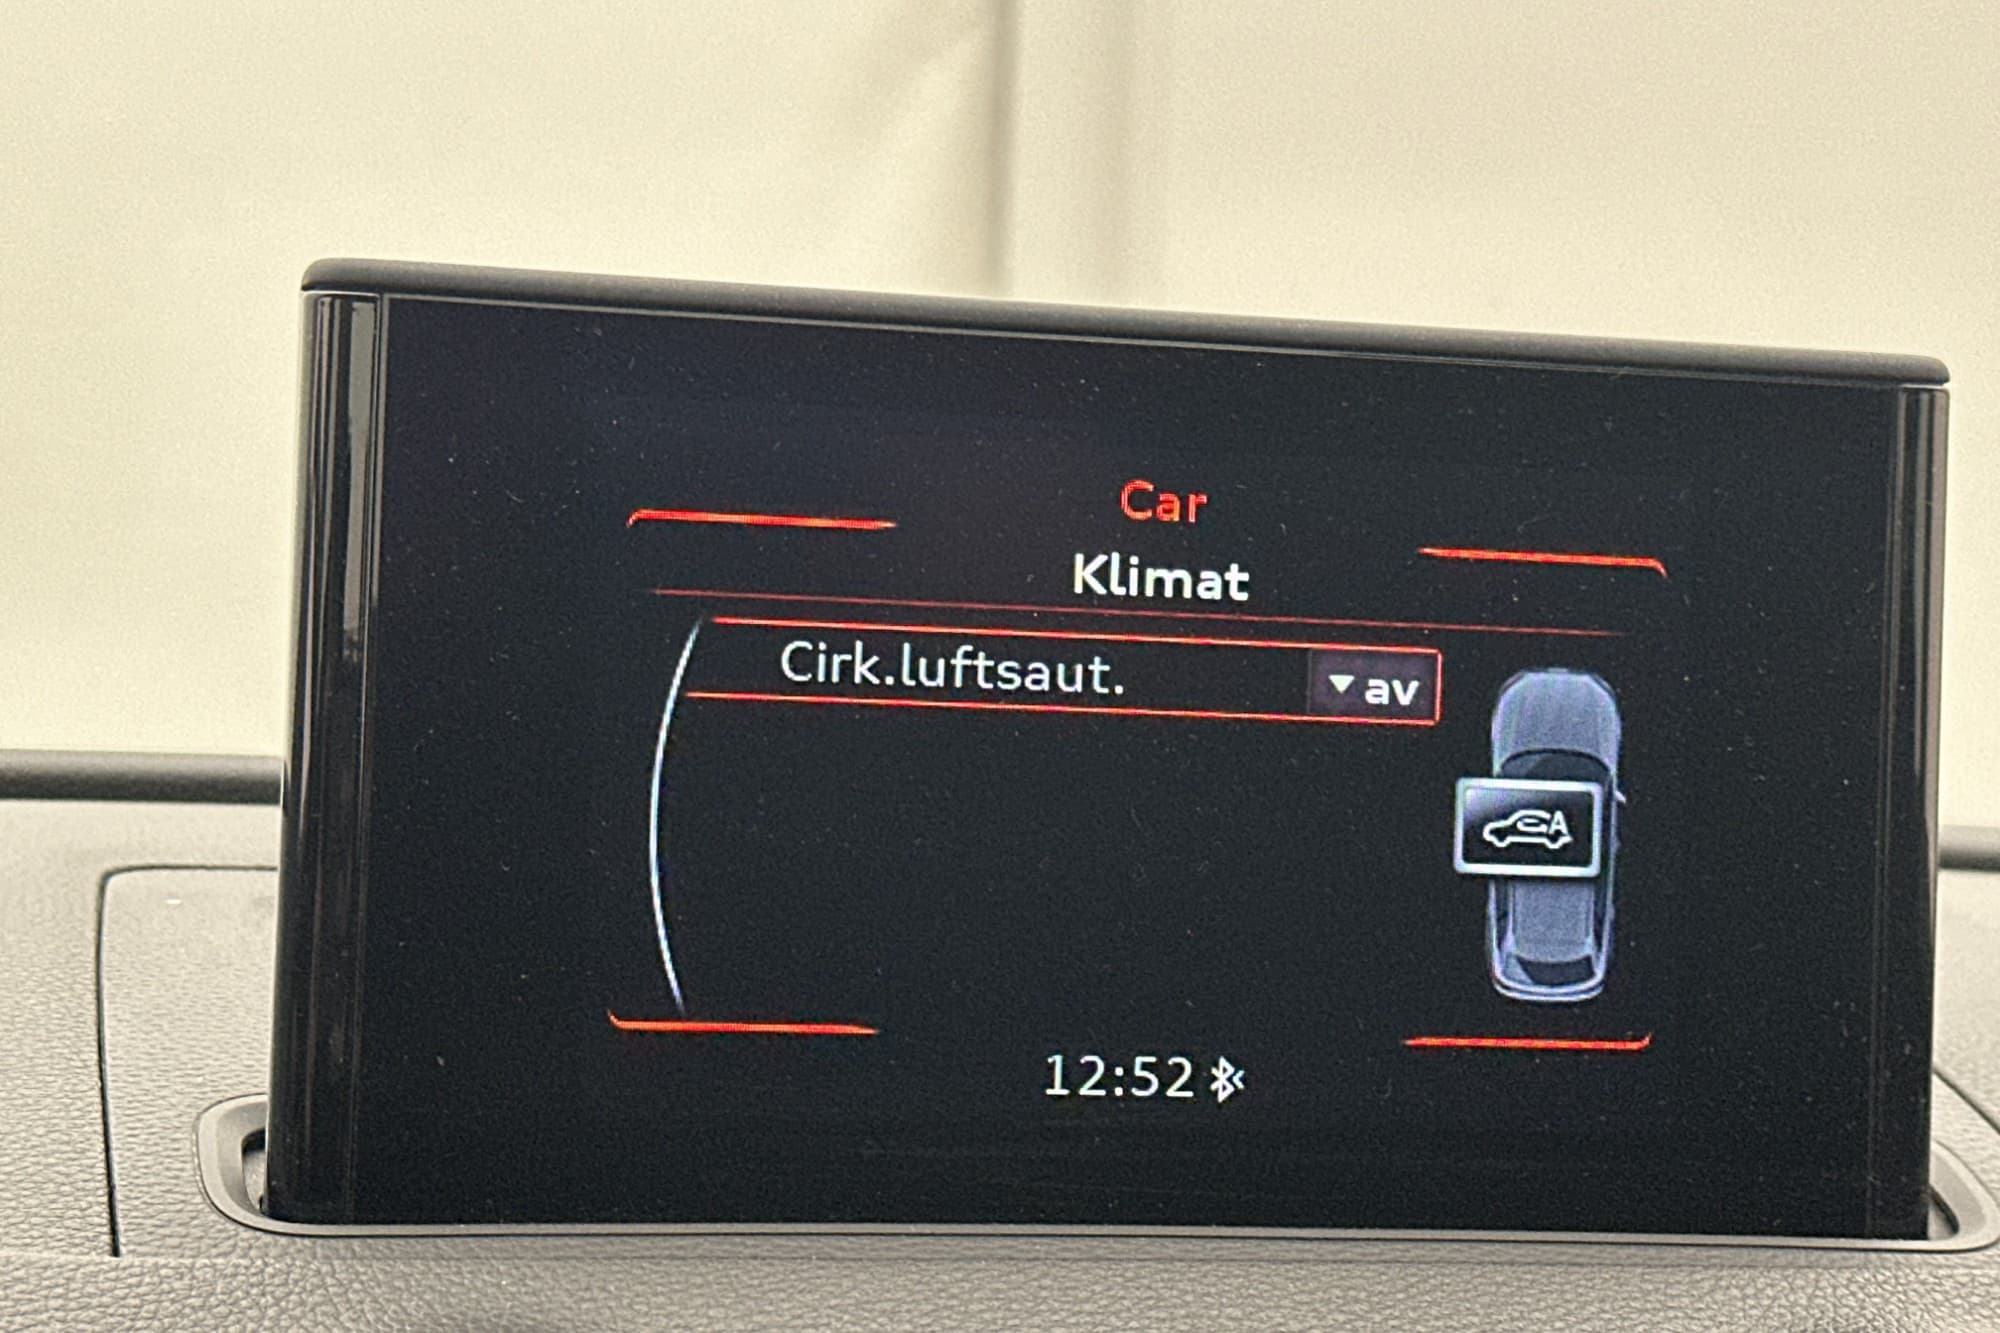 Car
Klimat
Cirk.luftsaut. ▼ av
A
12:52